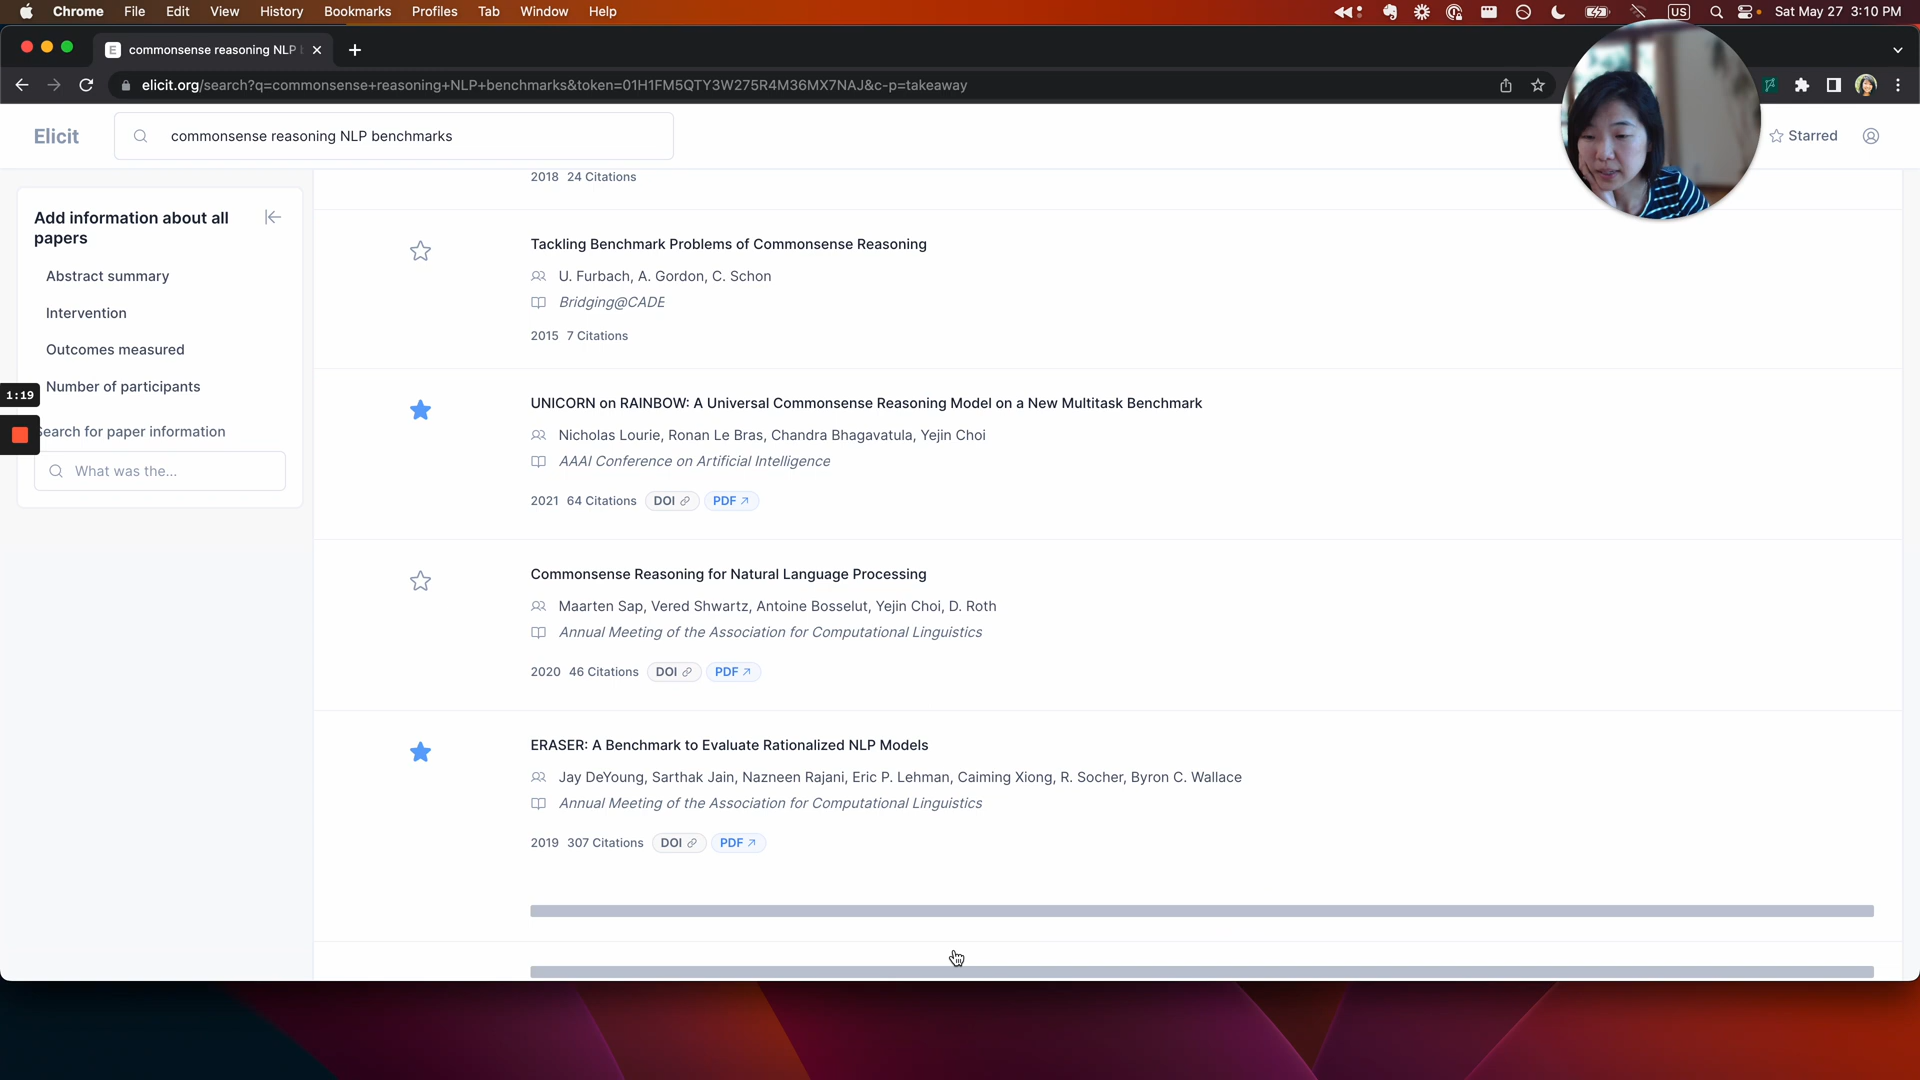 Chrome File Edit View History Bookmarks Profiles Tab Window Help US Sat May 27 3:10 PM
E commonsense reasoning NLP
elicit.org/search?q=commonsense+reasoning+NLP+benchmarks&token=01H1FM5QTY3W275R4M36MX7NAJ&c-p=takeaway
Elicit
commonsense reasoning NLP benchmarks
Starred
Add information about all
papers
Abstract summary
Intervention
Outcomes measured
Number of participants
1:19
Search for paper information
What was the...
2018 24 Citations
Tackling Benchmark Problems of Commonsense Reasoning
U. Furbach, A. Gordon, C. Schon
Bridging@CADE
2015 7 Citations
UNICORN on RAINBOW: A Universal Commonsense Reasoning Model on a New Multitask Benchmark
Nicholas Lourie, Ronan Le Bras, Chandra Bhagavatula, Yejin Choi
AAAI Conference on Artificial Intelligence
2021 64 Citations DOI PDF
Commonsense Reasoning for Natural Language Processing
Maarten Sap, Vered Shwartz, Antoine Bosselut, Yejin Choi, D. Roth
Annual Meeting of the Association for Computational Linguistics
2020 46 Citations DOI PDF
ERASER: A Benchmark to Evaluate Rationalized NLP Models
Jay DeYoung, Sarthak Jain, Nazneen Rajani, Eric P. Lehman, Caiming Xiong, R. Socher, Byron C. Wallace
Annual Meeting of the Association for Computational Linguistics
2019 307 Citations DOI PDF